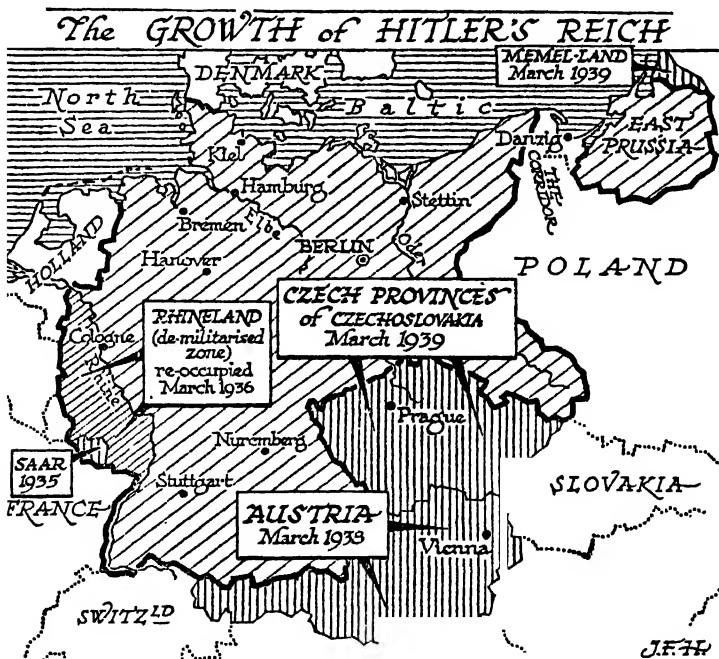 The GROWTH of HITLER'S REICH
MEMEL-LAND
March 1939
DENMARK
North
Sea
Baltic
EAST
PRUSSIA
Danzig
THE
CORRIDOR
Kiel
Hamburg
Stettin
Bremen
Elbe
Oder
HOLLAND
Hanover
BERLIN
POLAND
CZECH PROVINCES
of CZECHOSLOVAKIA
March 1939
RHINELAND
(de-militarised
zone)
re-occupied
March 1936
Cologne
Rhine
Prague
Nuremberg
SAAR
1935
FRANCE
Stuttgart
SLOVAKIA
AUSTRIA
March 1938
Vienna
SWITZLD
J.F.H.